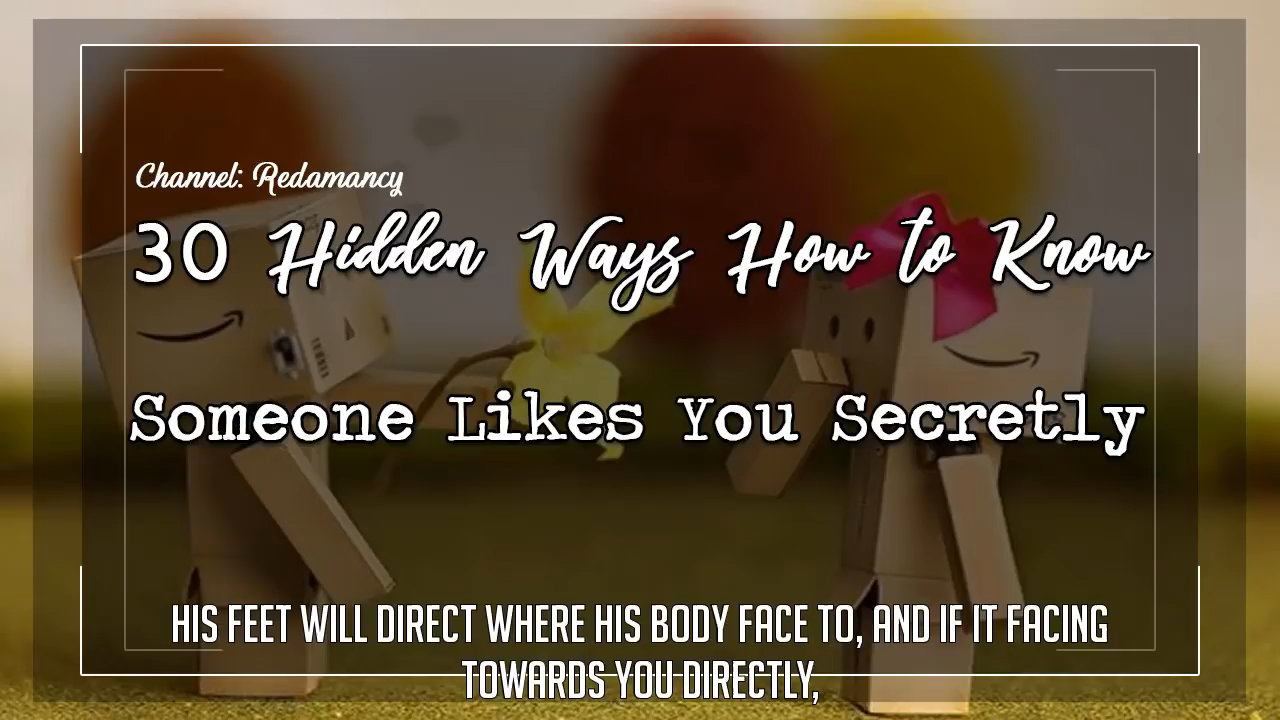 Channel: Redamancy
30 Hidden Ways How to Know
Someone Likes You Secretly
HIS FEET WILL DIRECT WHERE HIS BODY FACE TO, AND IF IT FACING
TOWARDS YOU DIRECTLY,